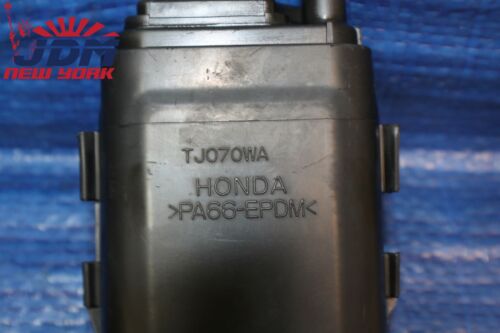 JDM
NEW YORK
TJ070WA
HONDA
>PA66-EPDM<